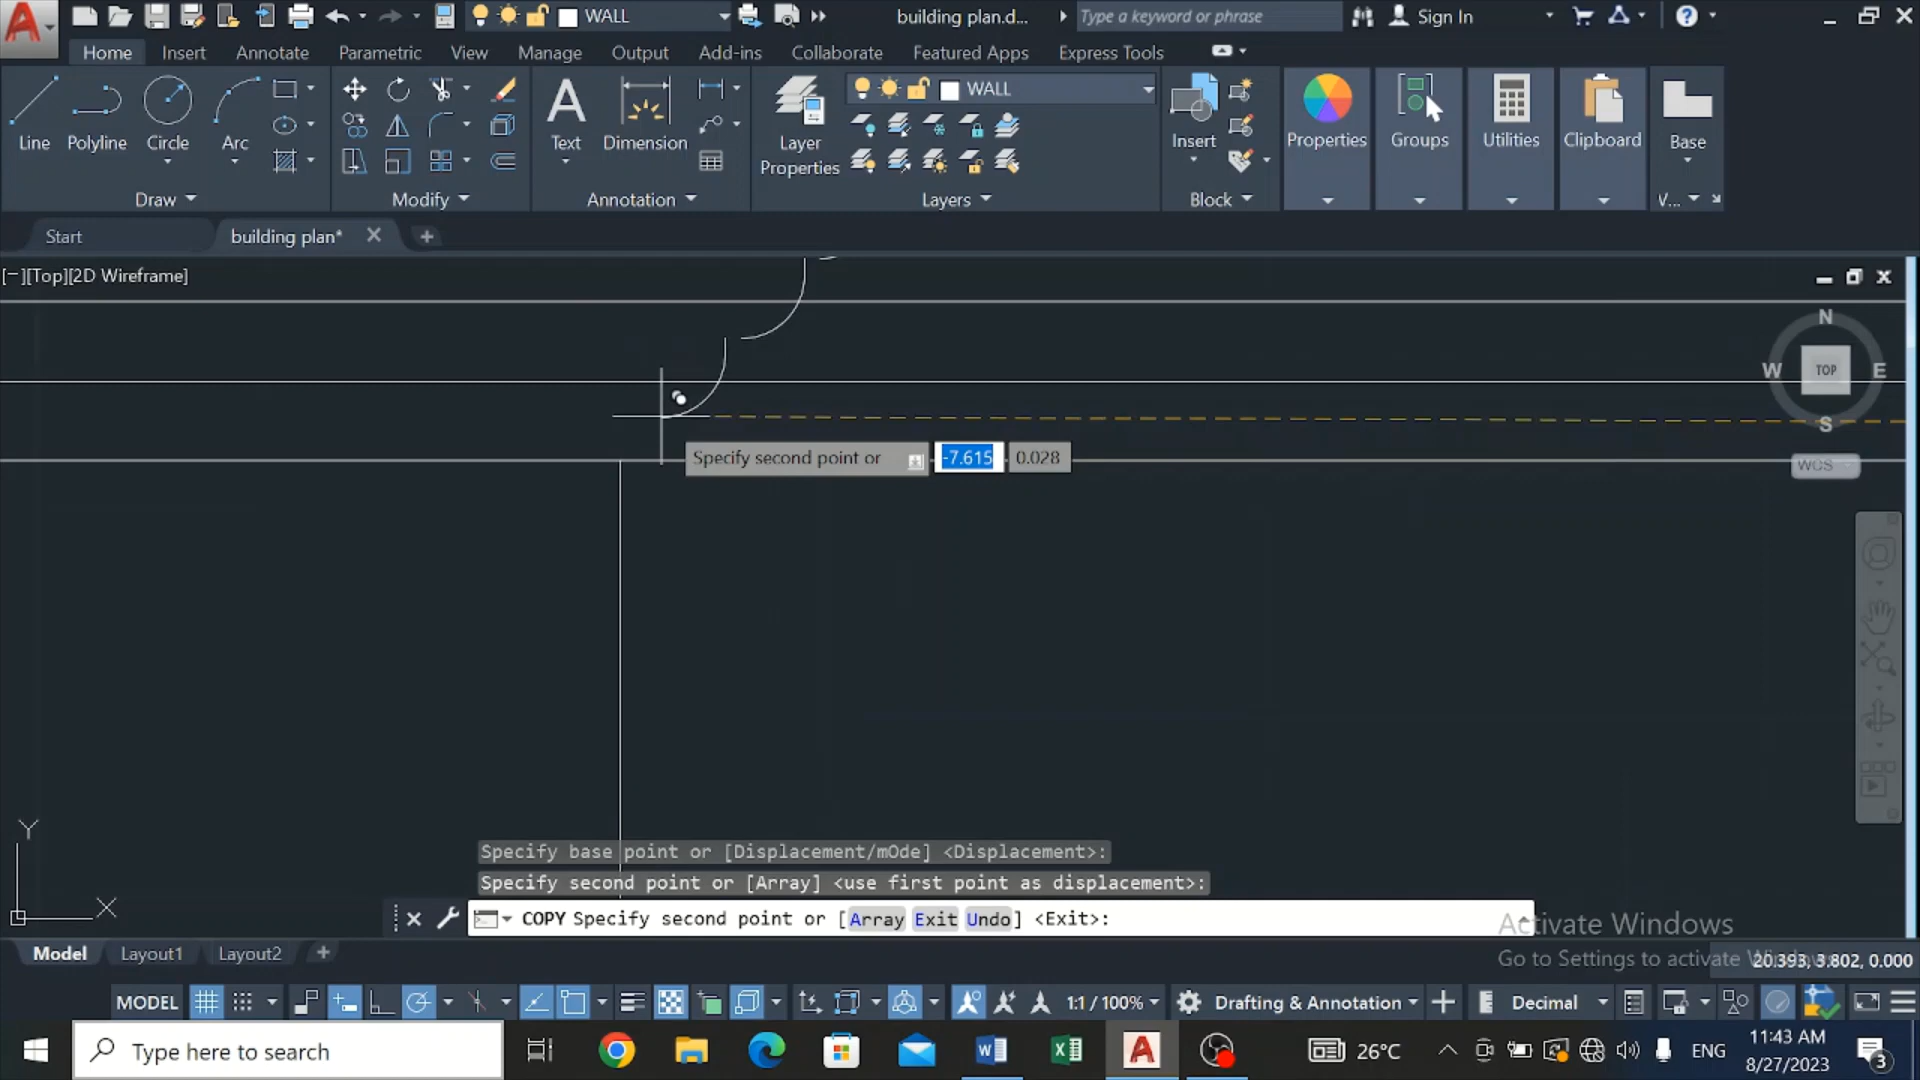 WALL
building plan.d...
Type a keyword or phrase
Sign In
Home
Insert
Annotate
Parametric
View
Manage
Output
Add-ins
Collaborate
Featured Apps
Express Tools
Line
Polyline
Circle
Arc
Text
Dimension
Layer
Properties
WALL
Insert
Properties
Groups
Utilities
Clipboard
Base
Draw
Modify
Annotation
Layers
Block
V...
Start
building plan*
[−][Top][2D Wireframe]
N
W
TOP
E
S
WCS
Specify second point or
-7.615
0.028
Y
X
Specify base point or [Displacement/mOde] <Displacement>:
Specify second point or [Array] <use first point as displacement>:
COPY Specify second point or [Array Exit Undo] <Exit>:
Activate Windows
Go to Settings to activate
20.393, 3.802, 0.000
Model
Layout1
Layout2
MODEL
1:1 / 100%
Drafting & Annotation
Decimal
Type here to search
26°C
ENG
11:43 AM
8/27/2023
3